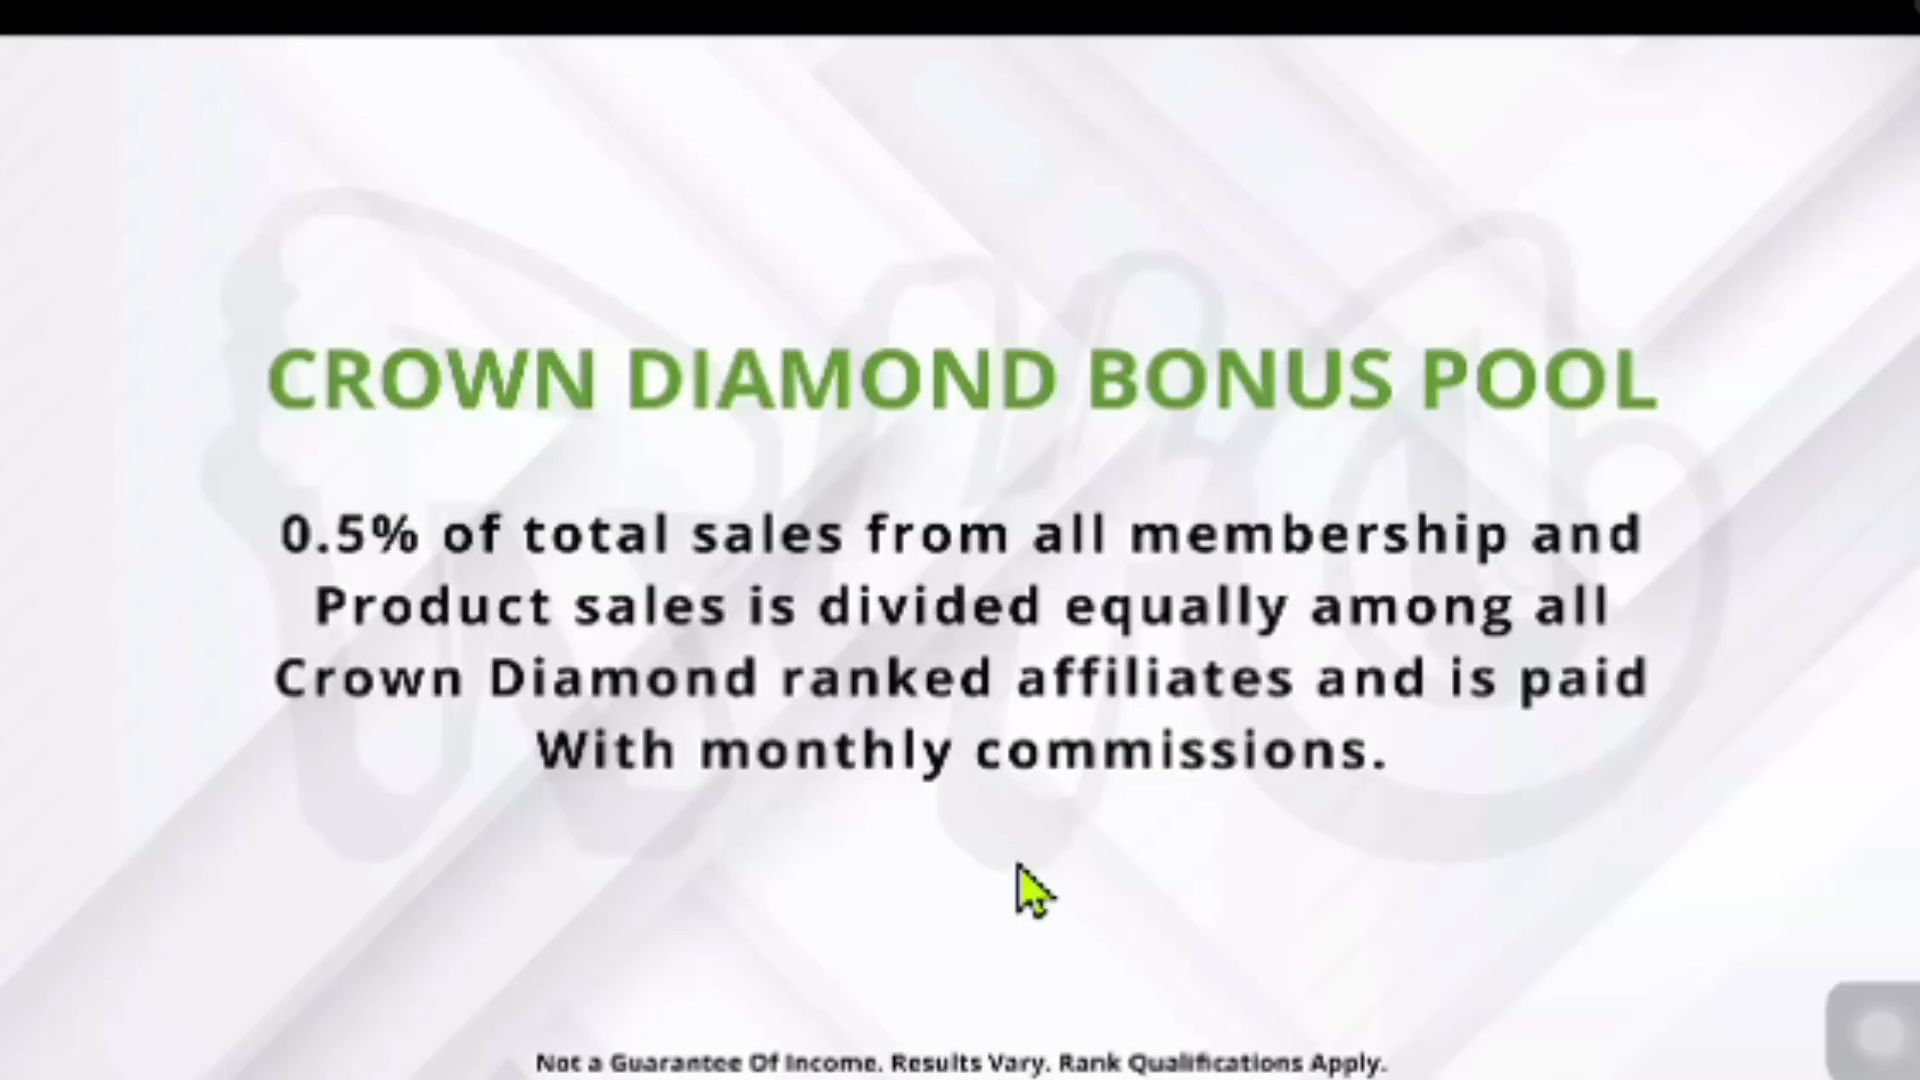 CROWN DIAMOND BONUS POOL
0.5% of total sales from all membership and
Product sales is divided equally among all
Crown Diamond ranked affiliates and is paid
With monthly commissions.
Not a Guarantee Of Income. Results Vary. Rank Qualifications Apply.